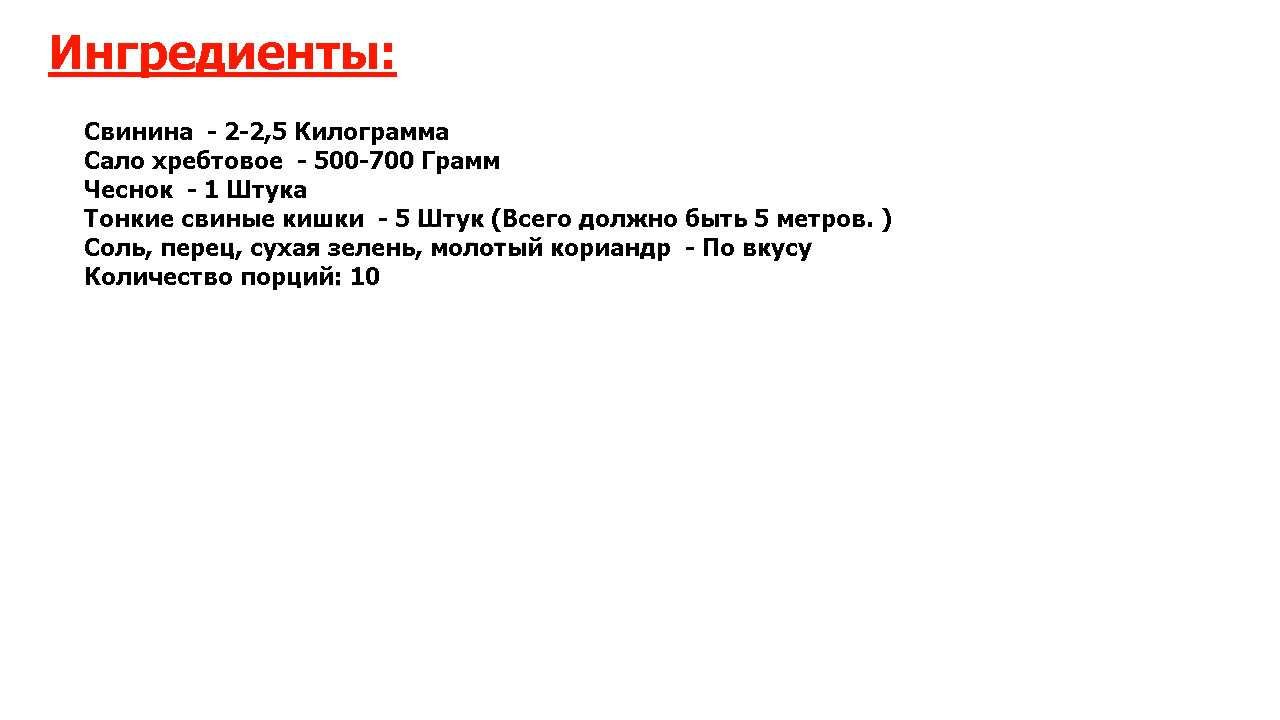 Ингредиенты:
Свинина  - 2-2,5 Килограмма
Сало хребтовое  - 500-700 Грамм
Чеснок  - 1 Штука
Тонкие свиные кишки  - 5 Штук (Всего должно быть 5 метров. )
Соль, перец, сухая зелень, молотый кориандр  - По вкусу
Количество порций: 10